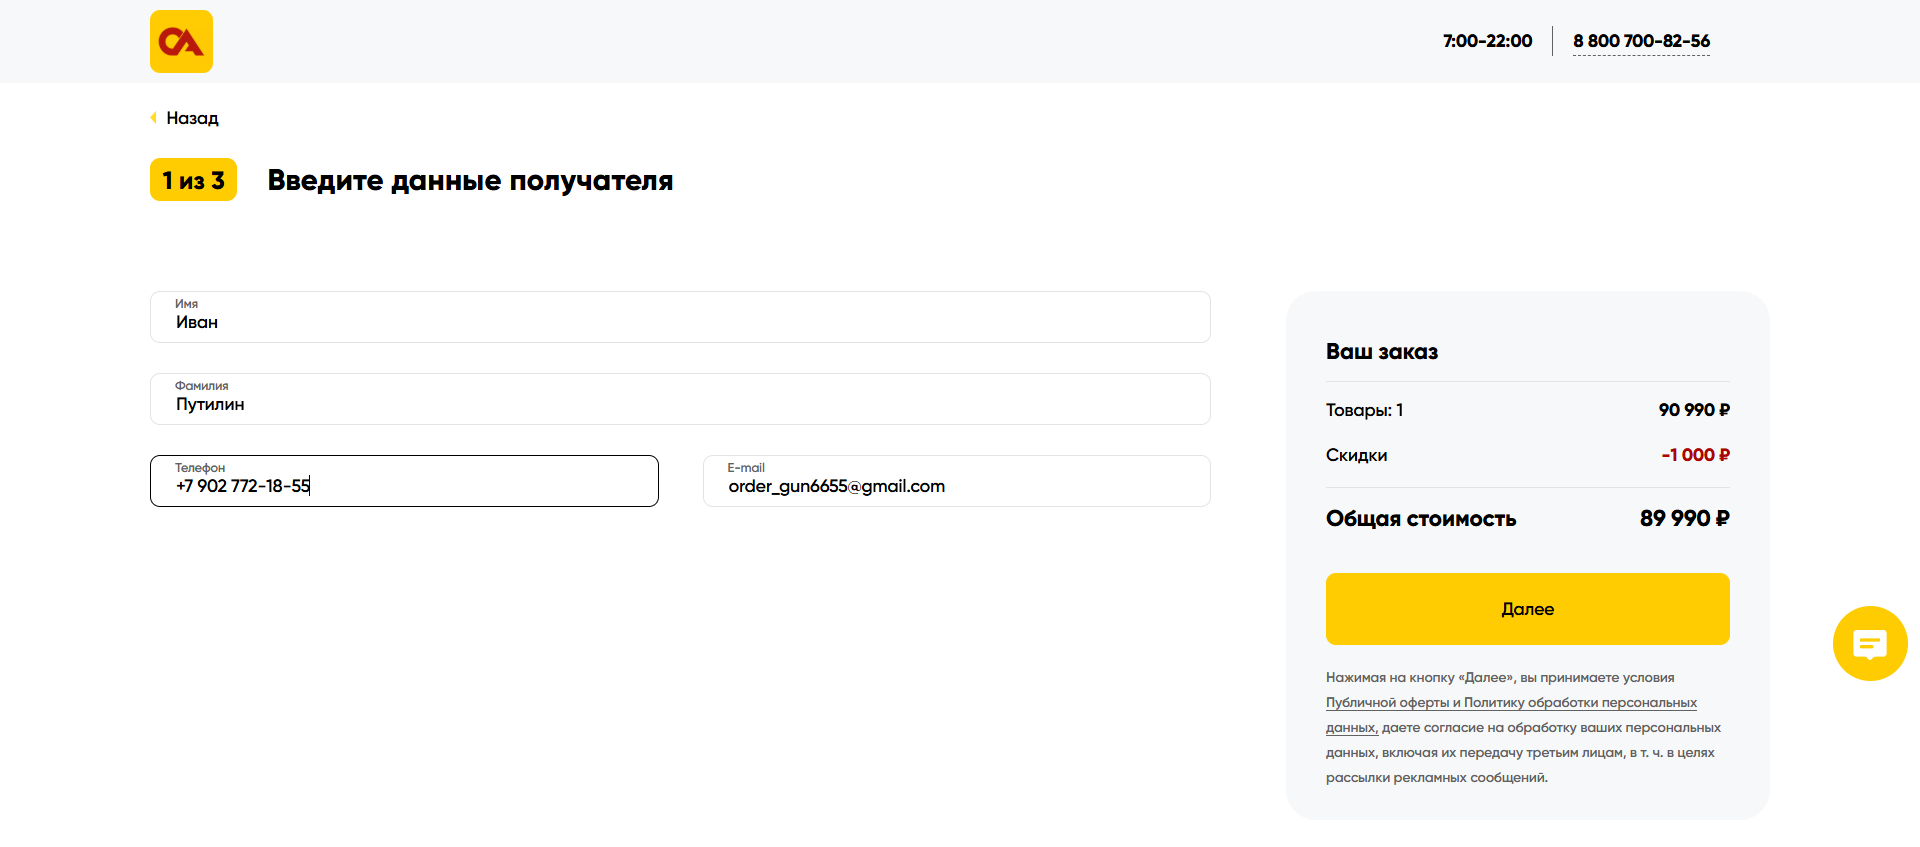 CA
7:00-22:00
8 800 700-82-56
Назад
1 из 3
Введите данные получателя
Имя
Иван
Фамилия
Путилин
Телефон
+7 902 772-18-55
E-mail
order_gun6655@gmail.com
Ваш заказ
Товары: 1 90 990 ₽
Скидки -1 000 ₽
Общая стоимость 89 990 ₽
Далее
Нажимая на кнопку «Далее», вы принимаете условия
Публичной оферты и Политику обработки персональных
данных, даете согласие на обработку ваших персональных
данных, включая их передачу третьим лицам, в т. ч. в целях
рассылки рекламных сообщений.